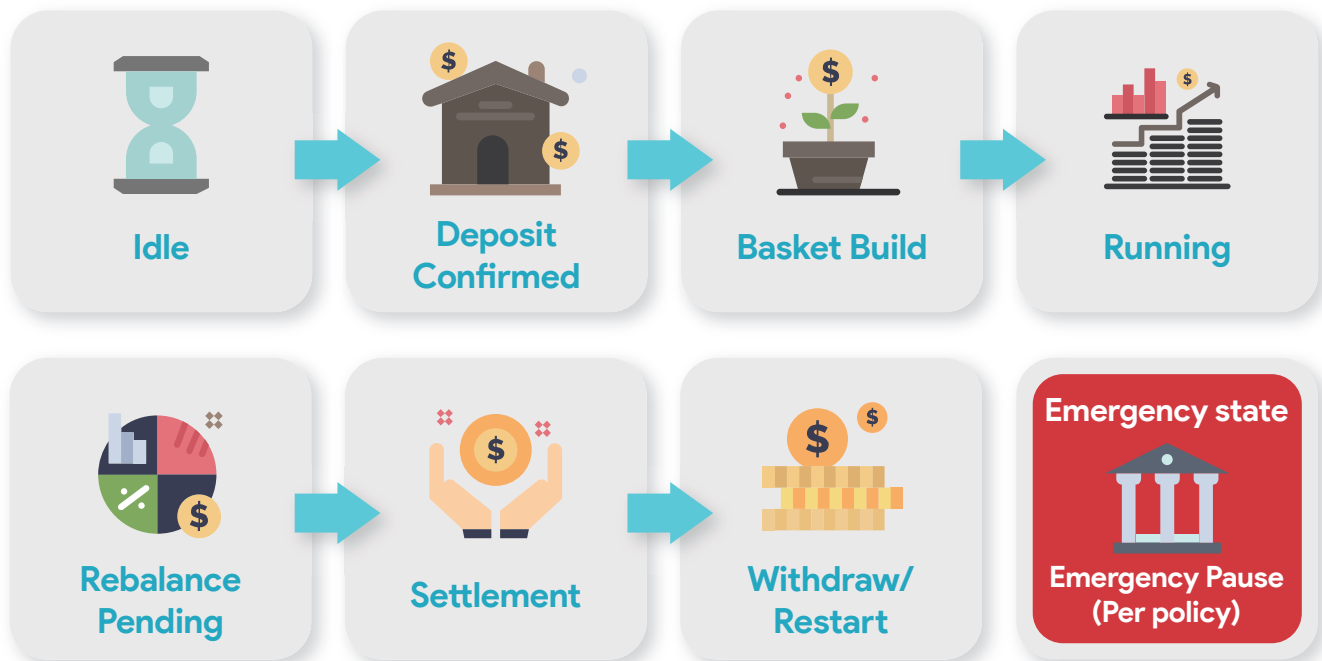 Idle
Deposit
Confirmed
Basket Build
Running
Rebalance
Pending
Settlement
Withdraw/
Restart
Emergency state
Emergency Pause
(Per policy)